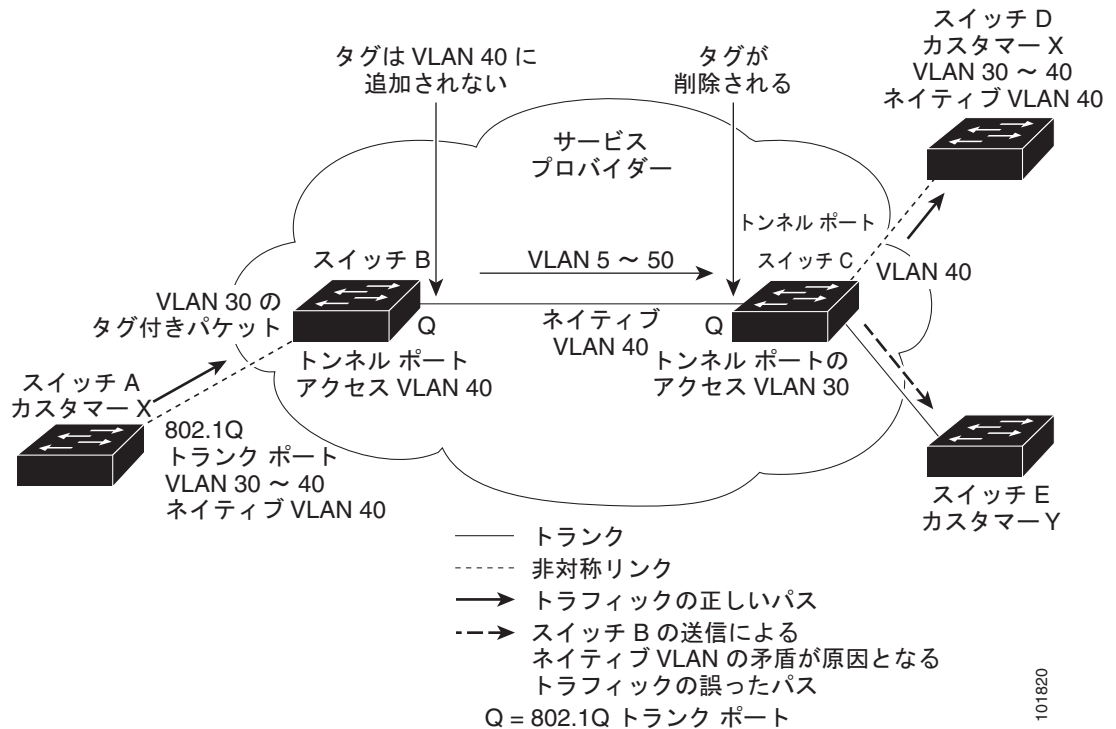 スイッチ D
カスタマー X
VLAN 30 ～ 40
ネイティブ VLAN 40
タグは VLAN 40 に
追加されない
タグが
削除される
サービス
プロバイダー
トンネル ポート
スイッチ B
VLAN 5 ～ 50
スイッチ C
VLAN 40
VLAN 30 の
タグ付きパケット
Q
ネイティブ
VLAN 40
Q
トンネル ポート
アクセス VLAN 40
トンネル ポートの
アクセス VLAN 30
スイッチ A
カスタマー X
802.1Q
トランク ポート
VLAN 30 ～ 40
ネイティブ VLAN 40
スイッチ E
カスタマー Y
トランク
非対称リンク
トラフィックの正しいパス
スイッチ B の送信による
ネイティブ VLAN の矛盾が原因となる
トラフィックの誤ったパス
Q = 802.1Q トランク ポート
101820